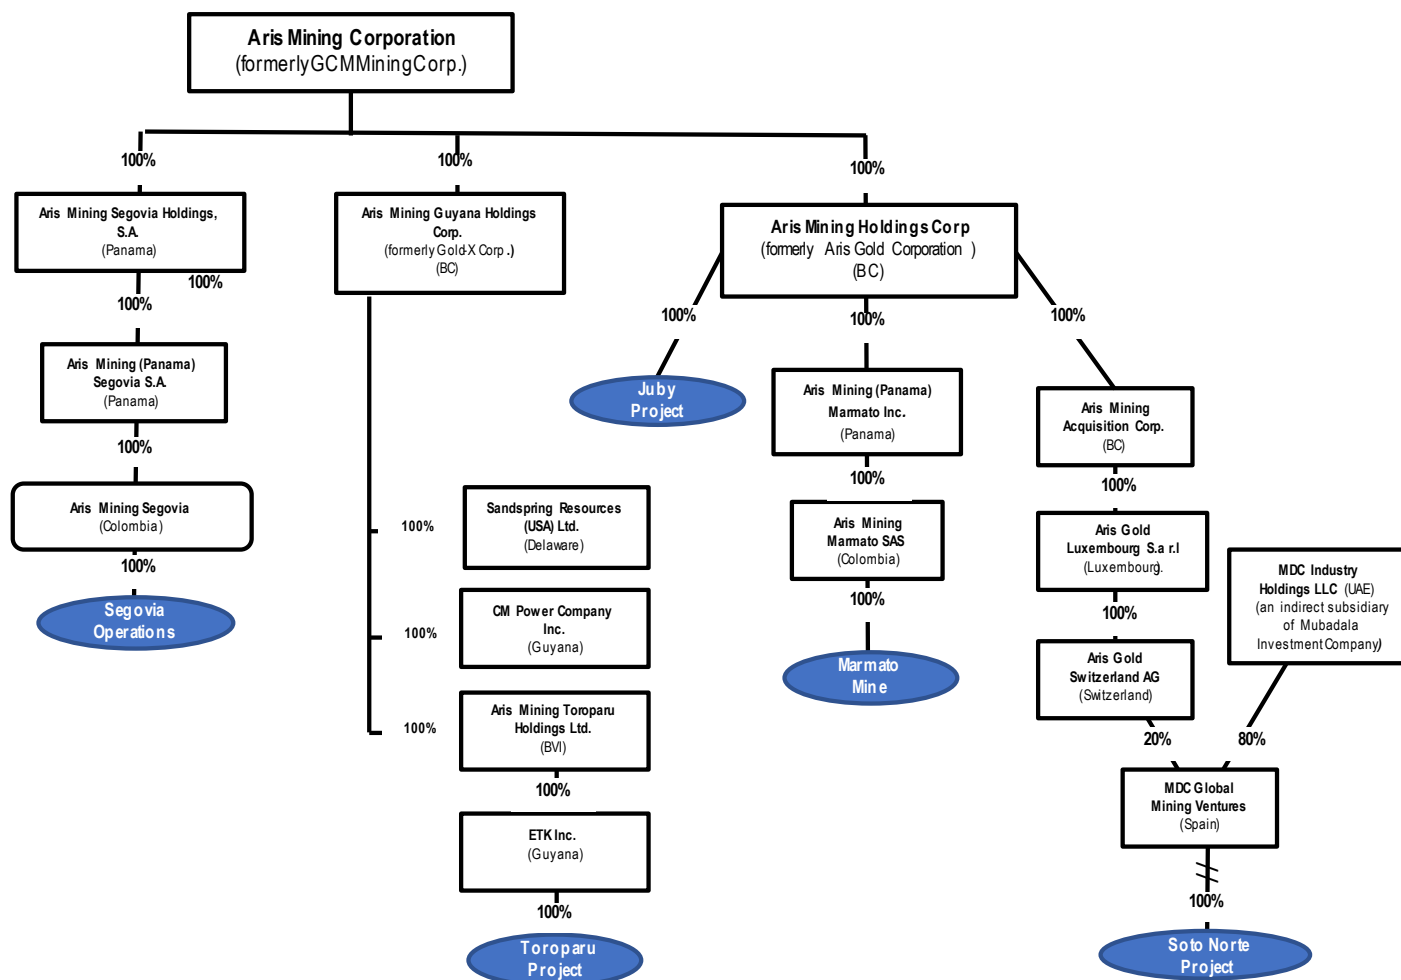 Aris Mining Corporation
(formerly GCM Mining Corp.)
100%
100%
100%
Aris Mining Segovia Holdings,
S.A.
(Panama)
100%
100%
Aris Mining (Panama)
Segovia S.A.
(Panama)
100%
Aris Mining Segovia
(Colombia)
100%
Segovia
Operations
Aris Mining Guyana Holdings
Corp.
(formerly Gold-X Corp.)
(BC)
100%
Sandspring Resources
(USA) Ltd.
(Delaware)
100%
CM Power Company
Inc.
(Guyana)
100%
Aris Mining Toroparu
Holdings Ltd.
(BVI)
100%
ETK Inc.
(Guyana)
100%
Toroparu
Project
Aris Mining Holdings Corp
(formerly Aris Gold Corporation )
(BC)
100%
100%
100%
Juby
Project
Aris Mining (Panama)
Marmato Inc.
(Panama)
100%
Aris Mining
Marmato SAS
(Colombia)
100%
Marmato
Mine
Aris Mining
Acquisition Corp.
(BC)
100%
Aris Gold
Luxembourg S.a r.l
(Luxembourg).
100%
Aris Gold
Switzerland AG
(Switzerland)
MDC Industry
Holdings LLC (UAE)
(an indirect subsidiary
of Mubadala
Investment Company)
20%
80%
MDC Global
Mining Ventures
(Spain)
100%
Soto Norte
Project